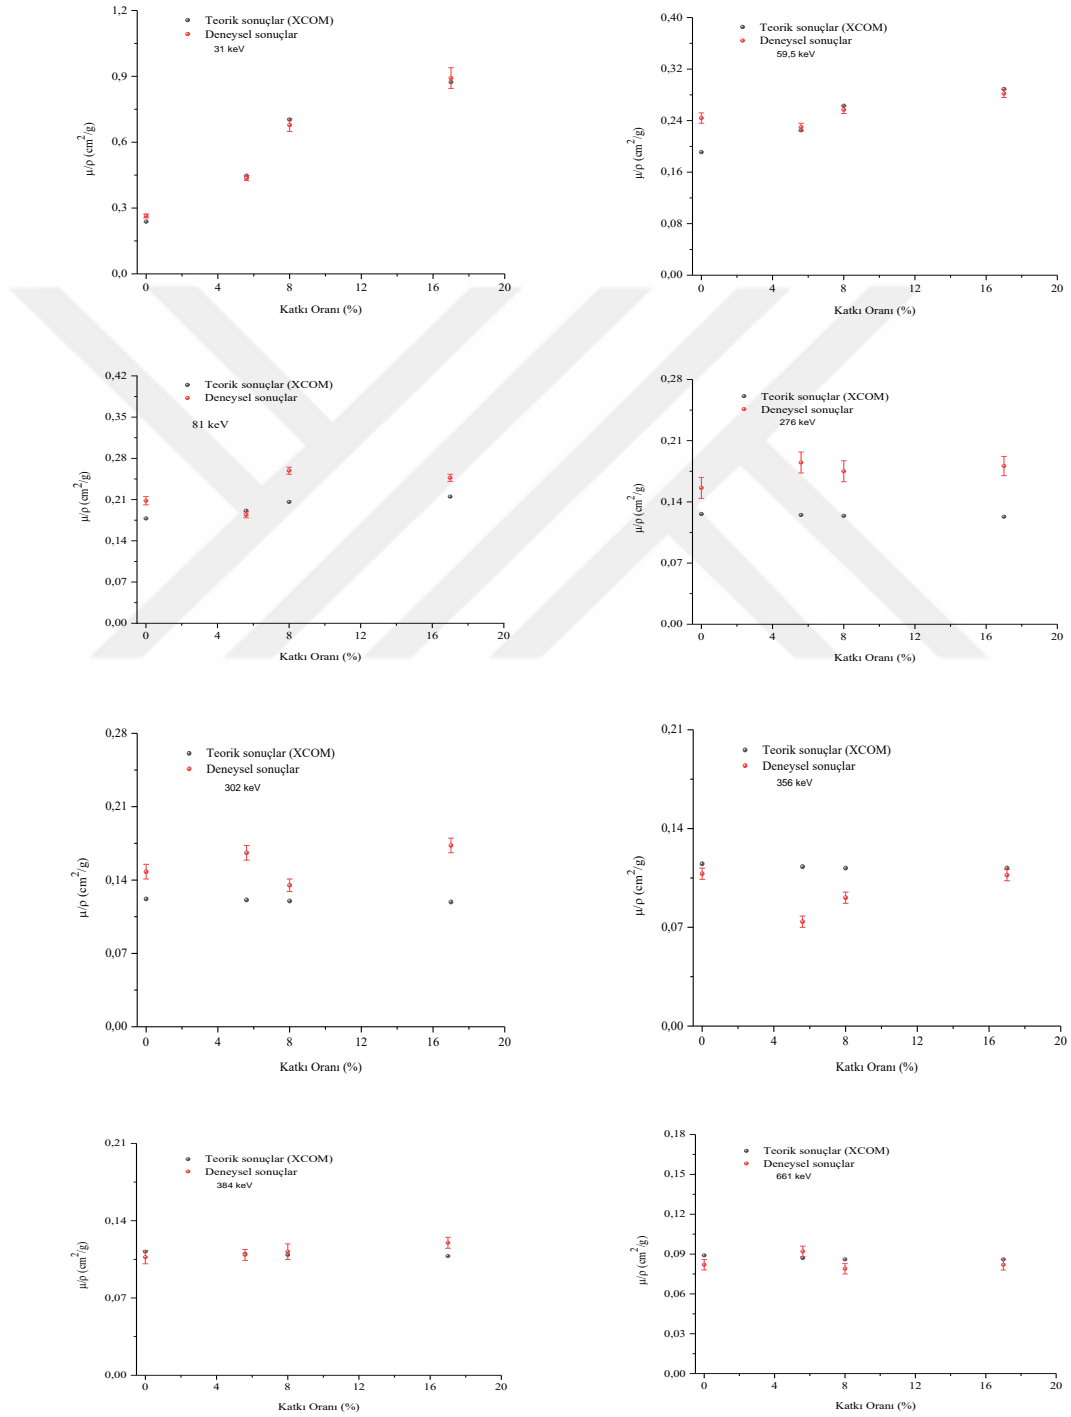 1,2
0,9
0,6
0,3
0,0
μ/ρ (cm²/g)
Teorik sonuçlar (XCOM)
Deneysel sonuçlar
31 keV
0 4 8 12 16 20
Katkı Oranı (%)
0,40
0,32
0,24
0,16
0,08
0,00
μ/ρ (cm²/g)
Teorik sonuçlar (XCOM)
Deneysel sonuçlar
59,5 keV
0 4 8 12 16 20
Katkı Oranı (%)
0,42
0,35
0,28
0,21
0,14
0,07
0,00
μ/ρ (cm²/g)
Teorik sonuçlar (XCOM)
Deneysel sonuçlar
81 keV
0 4 8 12 16 20
Katkı Oranı (%)
0,28
0,21
0,14
0,07
0,00
μ/ρ (cm²/g)
Teorik sonuçlar (XCOM)
Deneysel sonuçlar
276 keV
0 4 8 12 16 20
Katkı Oranı (%)
0,28
0,21
0,14
0,07
0,00
μ/ρ (cm²/g)
Teorik sonuçlar (XCOM)
Deneysel sonuçlar
302 keV
0 4 8 12 16 20
Katkı Oranı (%)
0,21
0,14
0,07
0,00
μ/ρ (cm²/g)
Teorik sonuçlar (XCOM)
Deneysel sonuçlar
356 keV
0 4 8 12 16 20
Katkı Oranı (%)
0,21
0,14
0,07
0,00
μ/ρ (cm²/g)
Teorik sonuçlar (XCOM)
Deneysel sonuçlar
384 keV
0 4 8 12 16 20
Katkı Oranı (%)
0,18
0,15
0,12
0,09
0,06
0,03
0,00
μ/ρ (cm²/g)
Teorik sonuçlar (XCOM)
Deneysel sonuçlar
661 keV
0 4 8 12 16 20
Katkı Oranı (%)